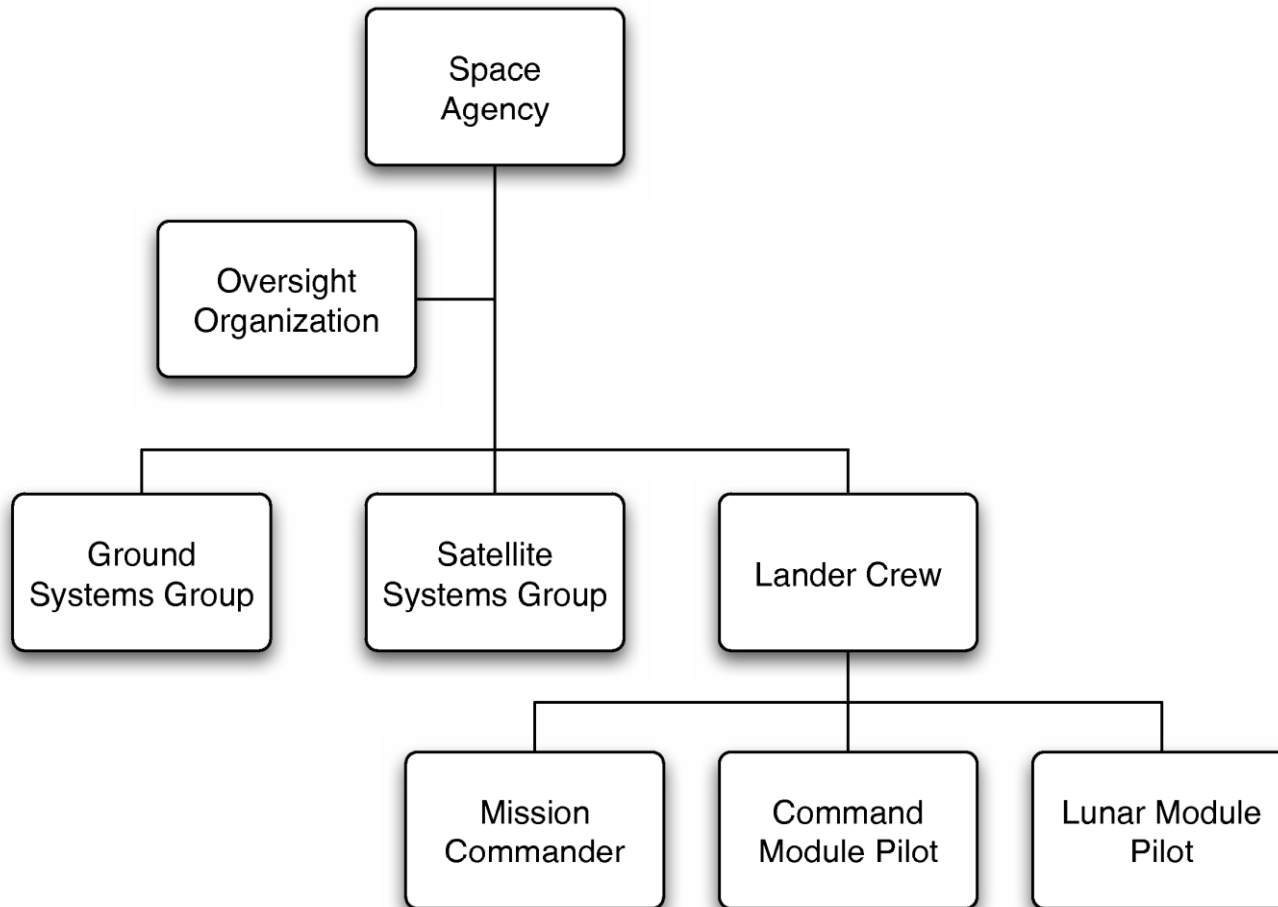 Space
Agency
Oversight
Organization
Ground
Systems Group
Satellite
Systems Group
Lander Crew
Mission
Commander
Command
Module Pilot
Lunar Module
Pilot